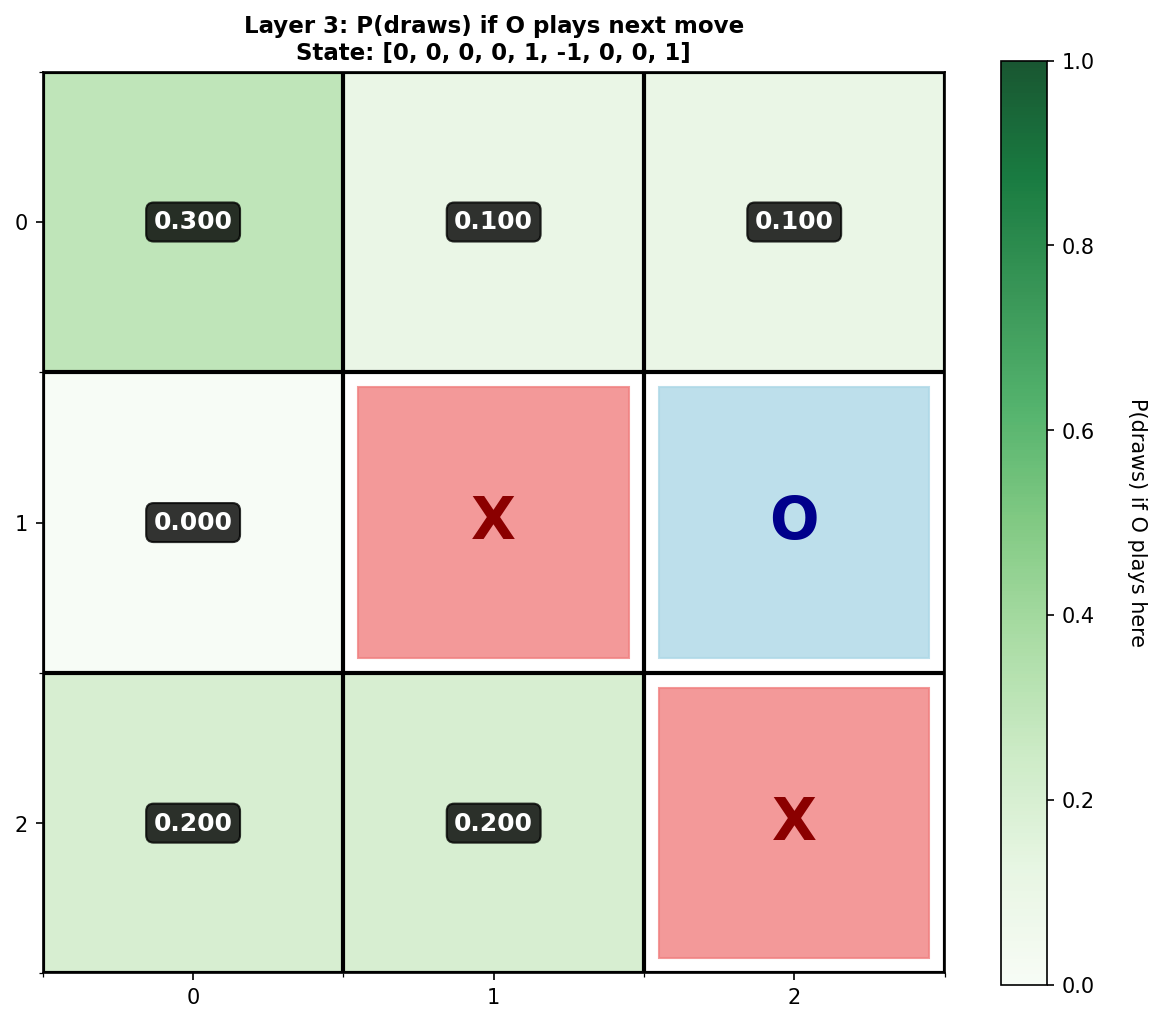 Layer 3: P(draws) if O plays next move
State: [0, 0, 0, 0, 1, -1, 0, 0, 1]
0.300 0.100 0.100
0.000 X O
0.200 0.200 X
0
1
2
0 1 2
1.0
0.8
0.6
0.4
0.2
0.0
P(draws) if O plays here